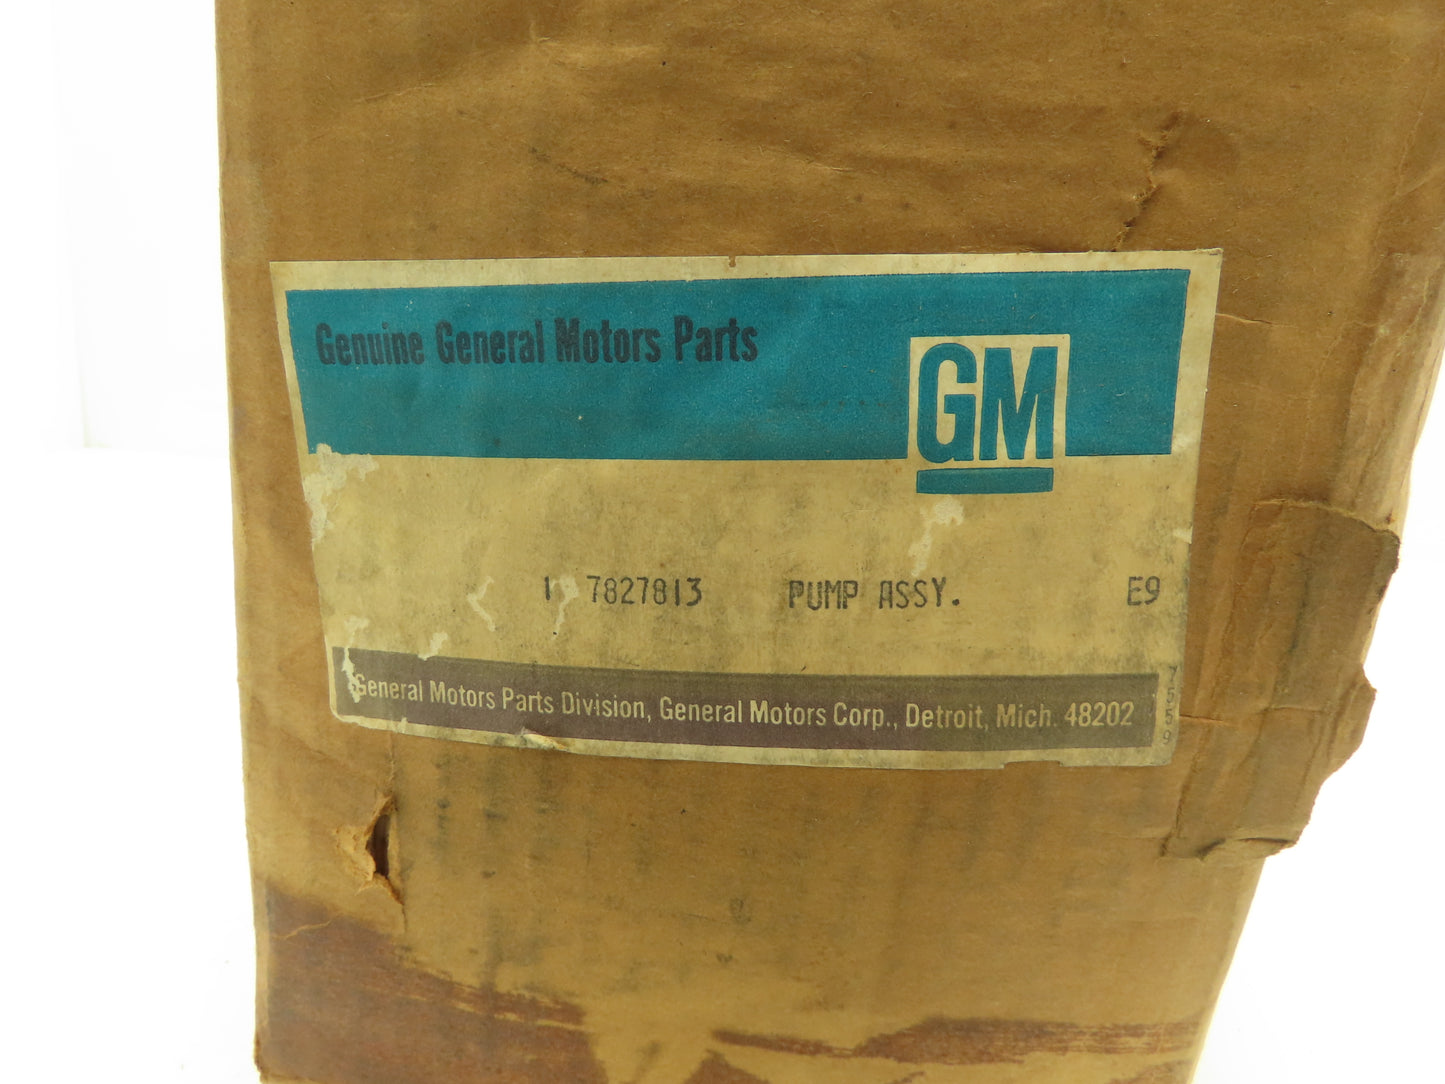 Genuine General Motors Parts
GM
1 7827813 PUMP ASSY. E9
General Motors Parts Division, General Motors Corp., Detroit, Mich. 48202